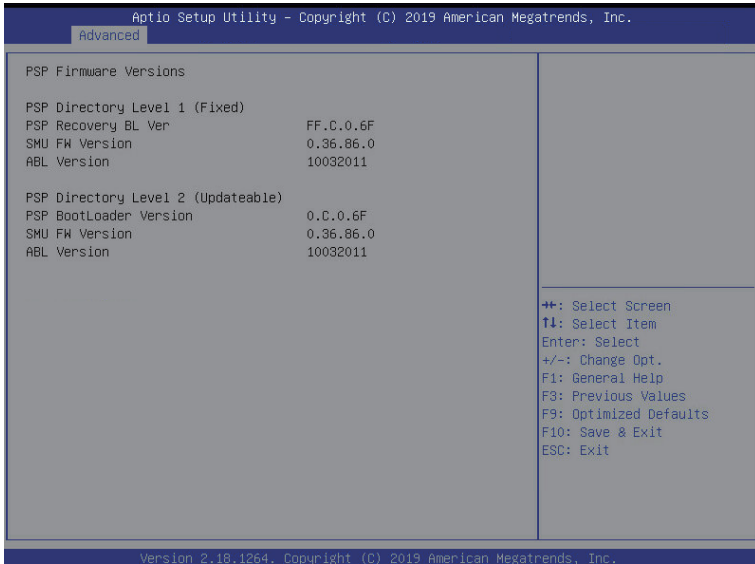 Aptio Setup Utility – Copyright (C) 2019 American Megatrends, Inc.
Advanced
PSP Firmware Versions
PSP Directory Level 1 (Fixed)
PSP Recovery BL Ver FF.C.0.6F
SMU FW Version 0.36.86.0
ABL Version 10032011
PSP Directory Level 2 (Updateable)
PSP BootLoader Version 0.C.0.6F
SMU FW Version 0.36.86.0
ABL Version 10032011
→←: Select Screen
↑↓: Select Item
Enter: Select
+/-: Change Opt.
F1: General Help
F3: Previous Values
F9: Optimized Defaults
F10: Save & Exit
ESC: Exit
Version 2.18.1264. Copyright (C) 2019 American Megatrends, Inc.